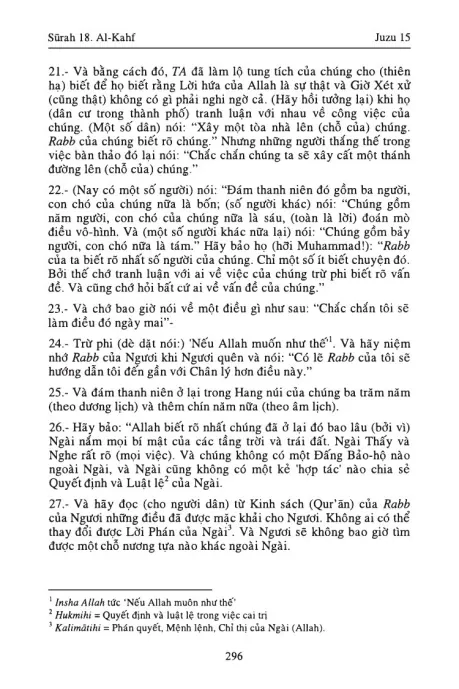 Sūrah 18. Al-Kahf Juzu 15
21.- Và bằng cách đó, TA đã làm lộ tung tích của chúng cho (thiên
hạ) biết để họ biết rằng Lời hứa của Allah là sự thật và Giờ Xét xử
(cũng thật) không có gì phải nghi ngờ cả. (Hãy hồi tưởng lại) khi họ
(dân cư trong thành phố) tranh luận với nhau về công việc của
chúng. (Một số dân) nói: “Xây một tòa nhà lên (chỗ của) chúng.
Rabb của chúng biết rõ chúng.” Nhưng những người thắng thế trong
việc bàn thảo đó lại nói: “Chắc chắn chúng ta sẽ xây cất một thánh
đường lên (chỗ của) chúng.”
22.- (Nay có một số người) nói: “Đám thanh niên đó gồm ba người,
con chó của chúng nữa là bốn; (số người khác) nói: “Chúng gồm
năm người, con chó của chúng nữa là sáu, (toàn là lời) đoán mò
điều vô-hình. Và (một số người khác nữa lại) nói: “Chúng gồm bảy
người, con chó nữa là tám.” Hãy bảo họ (hỡi Muhammad!): “Rabb
của ta biết rõ nhất số người của chúng. Chỉ một số ít biết chuyện đó.
Bởi thế chớ tranh luận với ai về việc của chúng trừ phi biết rõ vấn
đề. Và cũng chớ hỏi bất cứ ai về vấn đề của chúng.”
23.- Và chớ bao giờ nói về một điều gì như sau: “Chắc chắn tôi sẽ
làm điều đó ngày mai”-
24.- Trừ phi (dè dặt nói:) ‘Nếu Allah muốn như thế’¹. Và hãy niệm
nhớ Rabb của Ngươi khi Ngươi quên và nói: “Có lẽ Rabb của tôi sẽ
hướng dẫn tôi đến gần với Chân lý hơn điều này.”
25.- Và đám thanh niên ở lại trong Hang núi của chúng ba trăm năm
(theo dương lịch) và thêm chín năm nữa (theo âm lịch).
26.- Hãy bảo: “Allah biết rõ nhất chúng đã ở lại đó bao lâu (bởi vì)
Ngài nắm mọi bí mật của các tầng trời và trái đất. Ngài Thấy và
Nghe rất rõ (mọi việc). Và chúng không có một Đấng Bảo-hộ nào
ngoài Ngài, và Ngài cũng không có một kẻ 'hợp tác' nào chia sẻ
Quyết định và Luật lệ² của Ngài.
27.- Và hãy đọc (cho người dân) từ Kinh sách (Qur’ān) của Rabb
của Ngươi những điều đã được mặc khải cho Ngươi. Không ai có thể
thay đổi được Lời Phán của Ngài³. Và Ngươi sẽ không bao giờ tìm
được một chỗ nương tựa nào khác ngoài Ngài.
¹ Insha Allah tức ‘Nếu Allah muôn như thế’
² Hukmihi = Quyết định và luật lệ trong việc cai trị
³ Kalimātihi = Phán quyết, Mệnh lệnh, Chỉ thị của Ngài (Allah).
296